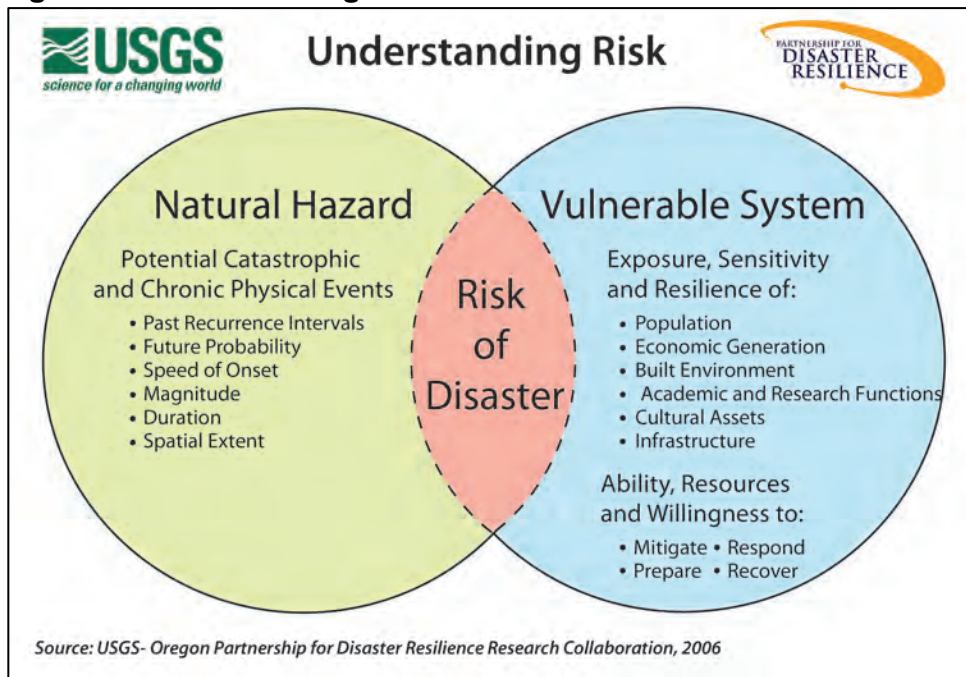 USGS
science for a changing world
Understanding Risk
PARTNERSHIP FOR
DISASTER
RESILIENCE
Natural Hazard
Potential Catastrophic
and Chronic Physical Events
• Past Recurrence Intervals
• Future Probability
• Speed of Onset
• Magnitude
• Duration
• Spatial Extent
Risk
of
Disaster
Vulnerable System
Exposure, Sensitivity
and Resilience of:
• Population
• Economic Generation
• Built Environment
• Academic and Research Functions
• Cultural Assets
• Infrastructure
Ability, Resources
and Willingness to:
• Mitigate • Respond
• Prepare • Recover
Source: USGS- Oregon Partnership for Disaster Resilience Research Collaboration, 2006